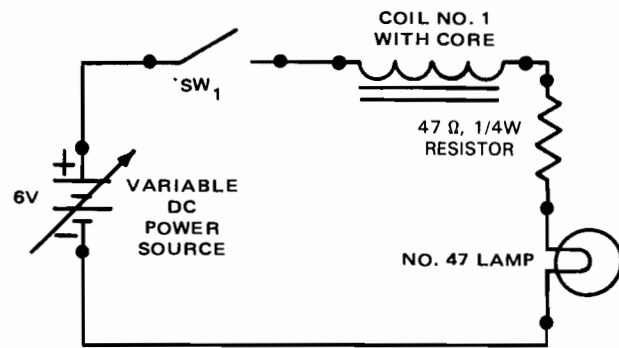 COIL NO. 1
WITH CORE
SW1
47 Ω, 1/4W
RESISTOR
+
6V
VARIABLE
DC
POWER
SOURCE
−
NO. 47 LAMP